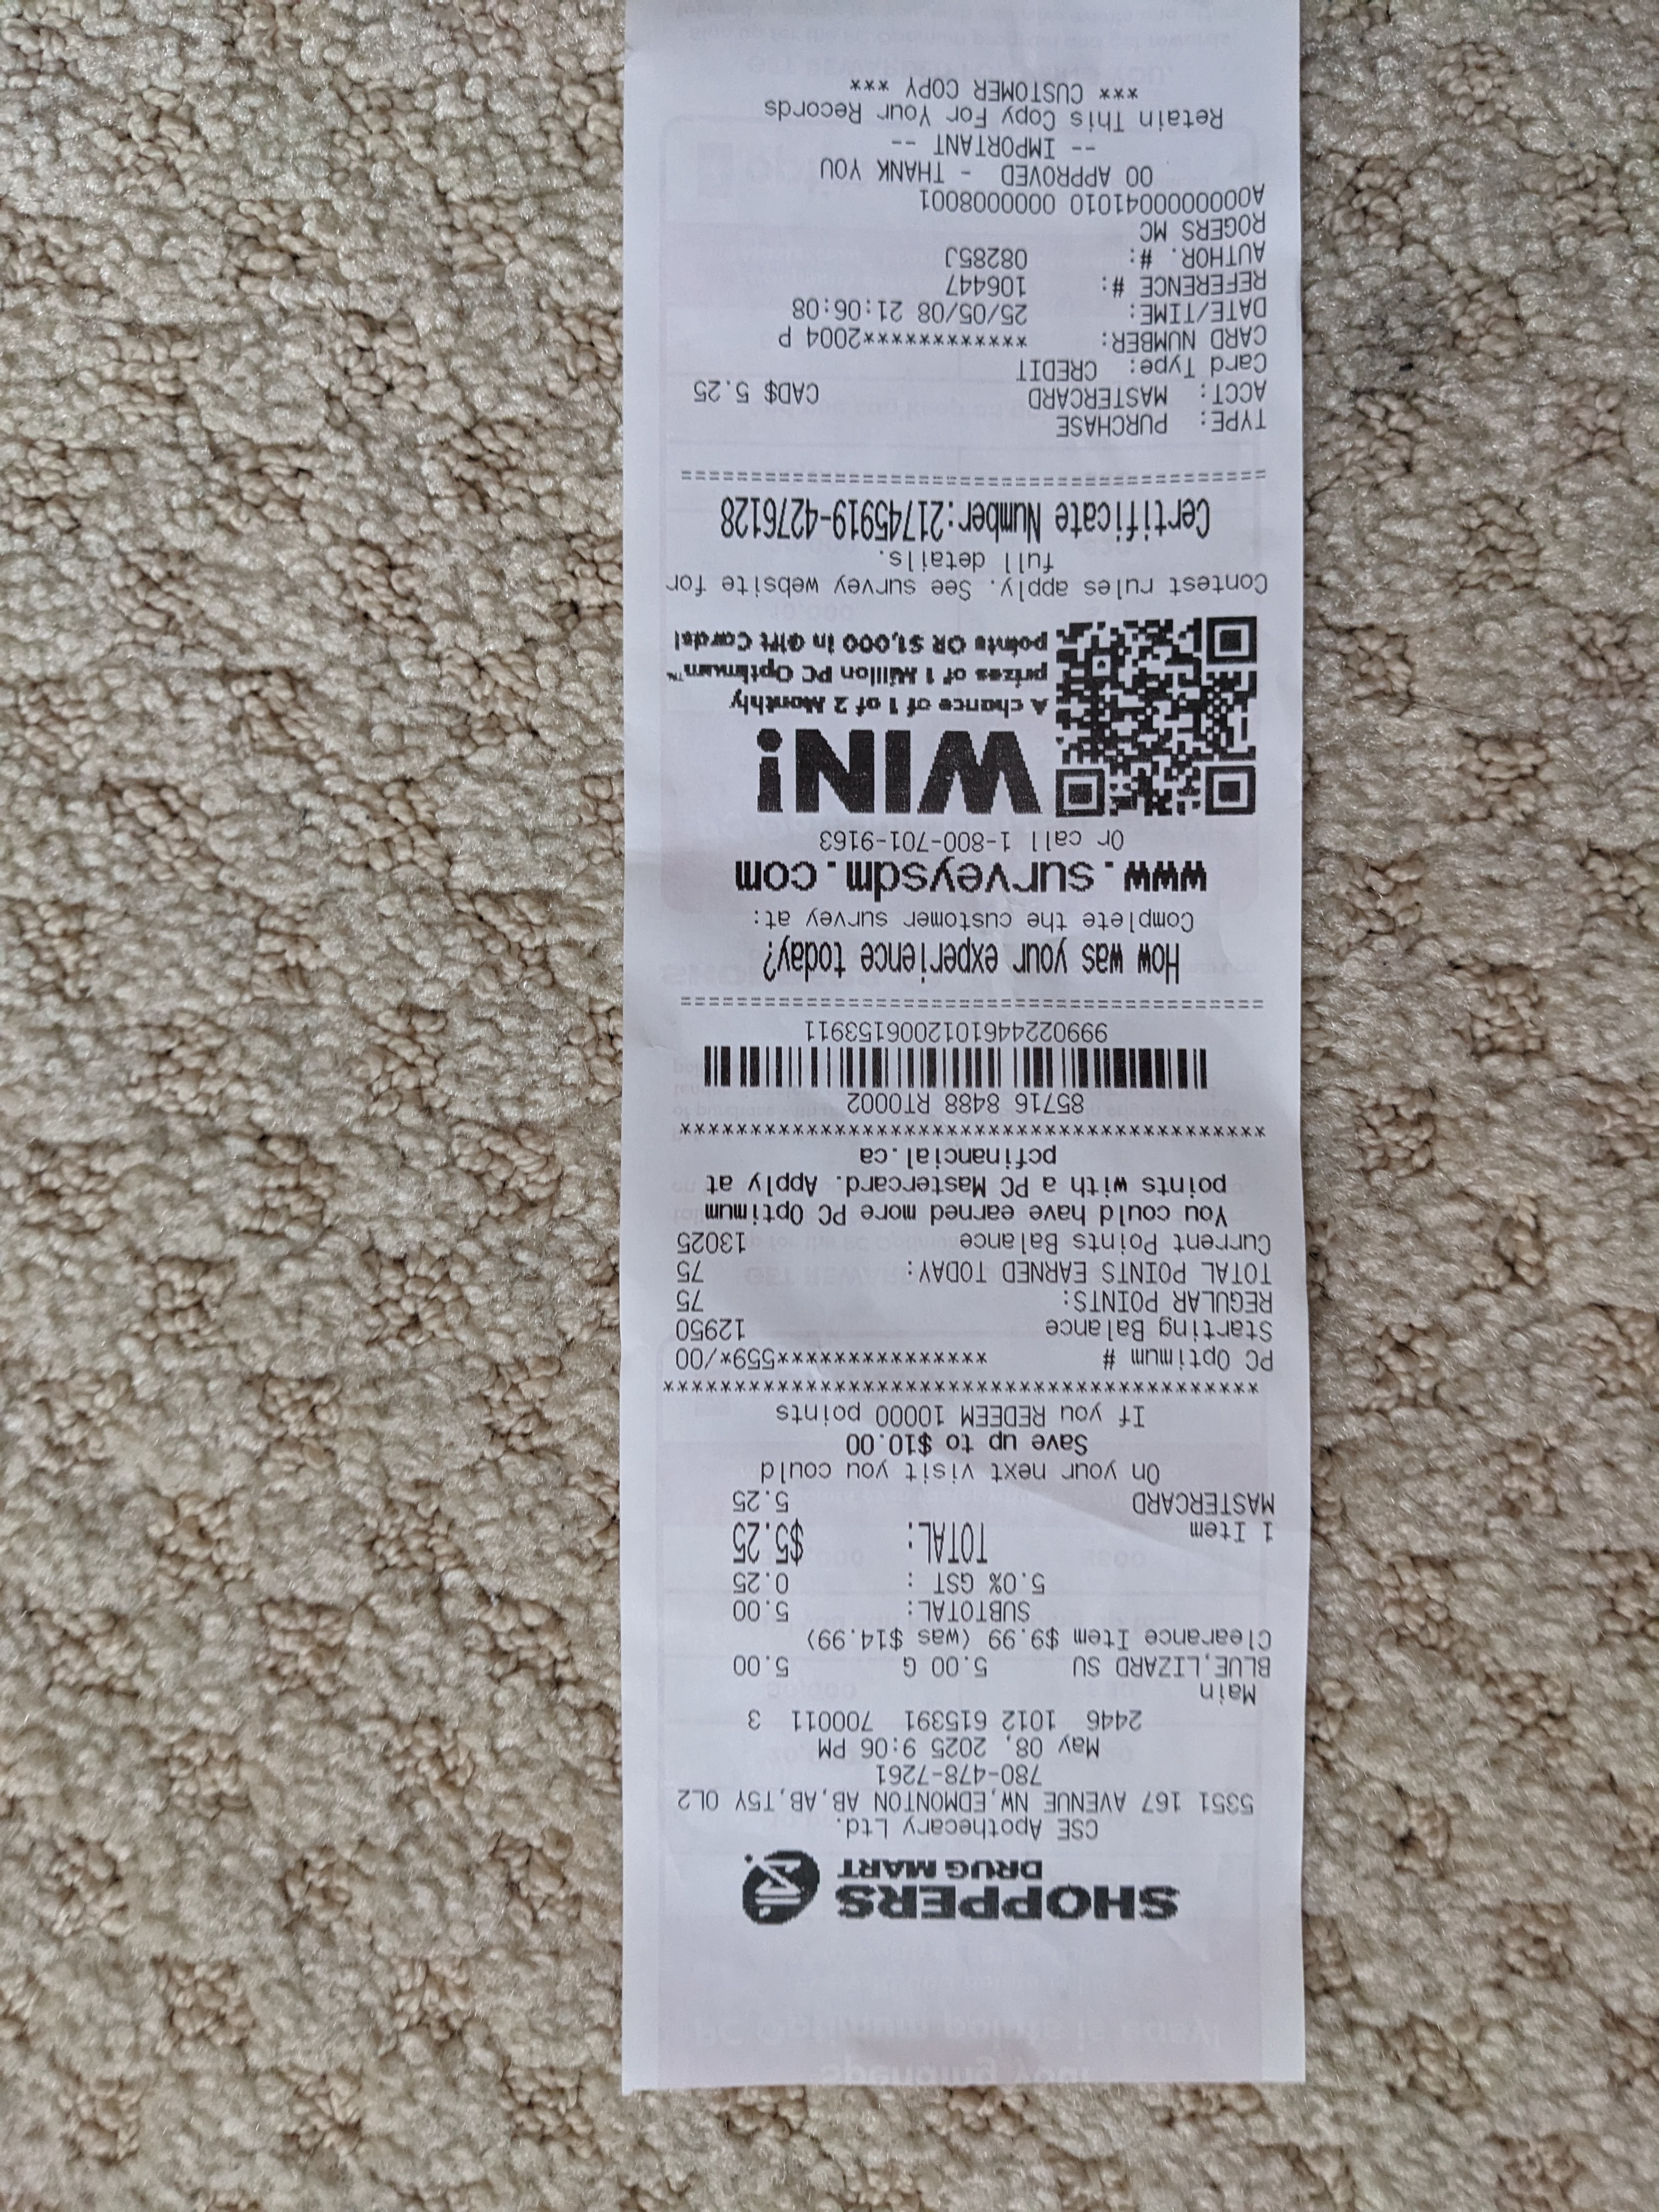 SHOPPERS
DRUG MART
CSE Apothecary Ltd.
5351 167 AVENUE NW,EDMONTON AB,AB,T5Y 0L2
780-478-7261
May 08, 2025 9:06 PM
2446 1012 615391 700011 3
Main
BLUE,LIZARD SU 5.00 G 5.00
Clearance Item $9.99 (was $14.99)
SUBTOTAL: 5.00
5.0% GST : 0.25
TOTAL: $5.25
1 Item
MASTERCARD 5.25
On your next visit you could
Save up to $10.00
If you REDEEM 10000 points
******************************************
PC Optimum # ****************559*/00
Starting Balance 12950
REGULAR POINTS: 75
TOTAL POINTS EARNED TODAY: 75
Current Points Balance 13025
You could have earned more PC Optimum
points with a PC Mastercard. Apply at
pcfinancial.ca
******************************************
85716 8488 RT0002
9990224461012006153911
==========================================
How was your experience today?
Complete the customer survey at:
www.surveysdm.com
Or call 1-800-701-9163
WIN!
A chance of 1 of 2 Monthly
prizes of 1 Million PC Optimum™
points OR $1,000 in Gift Cards!
Contest rules apply. See survey website for
full details.
Certificate Number:21745919-4276128
==========================================
TYPE: PURCHASE
ACCT: MASTERCARD CAD$ 5.25
Card Type: CREDIT
CARD NUMBER: ************2004 P
DATE/TIME: 25/05/08 21:06:08
REFERENCE #: 106447
AUTHOR. #: 08285J
ROGERS MC
A0000000041010 0000008001
00 APPROVED - THANK YOU
-- IMPORTANT --
Retain This Copy For Your Records
*** CUSTOMER COPY ***